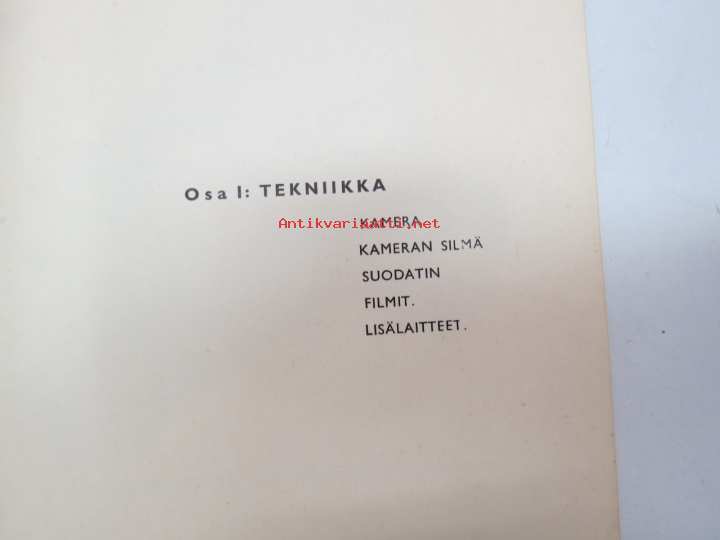 Osa I: TEKNIIKKA
Antikvariaatti.net
KAMERA
KAMERAN SILMÄ
SUODATIN
FILMIT.
LISÄLAITTEET.